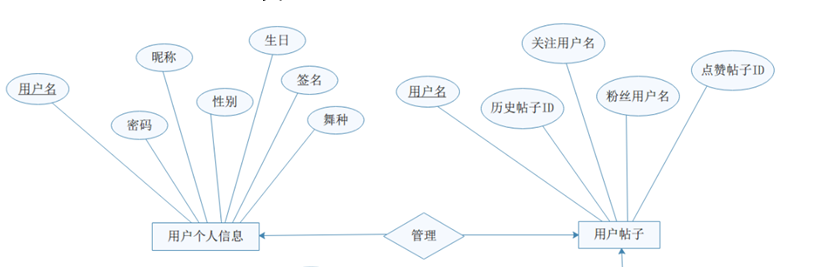 生日
关注用户名
昵称
点赞帖子ID
签名
用户名
性别
用户名
粉丝用户名
历史帖子ID
密码
舞种
用户个人信息
管理
用户帖子